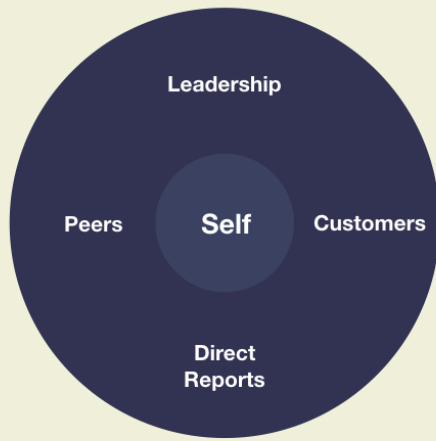 Leadership
Peers
Self
Customers
Direct
Reports